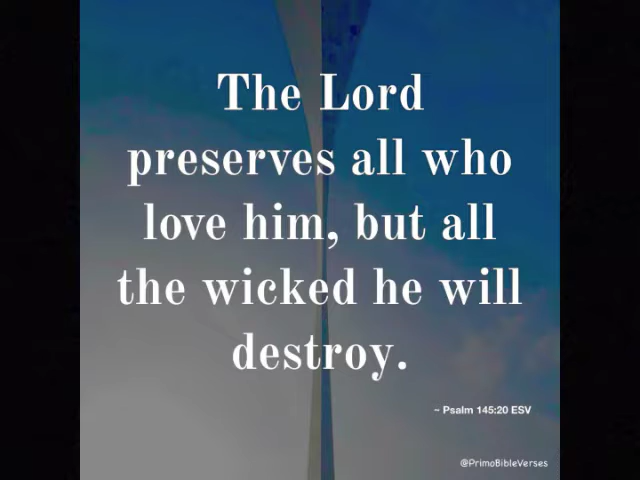 The Lord
preserves all who
love him, but all
the wicked he will
destroy.
~ Psalm 145:20 ESV
@PrimoBibleVerses